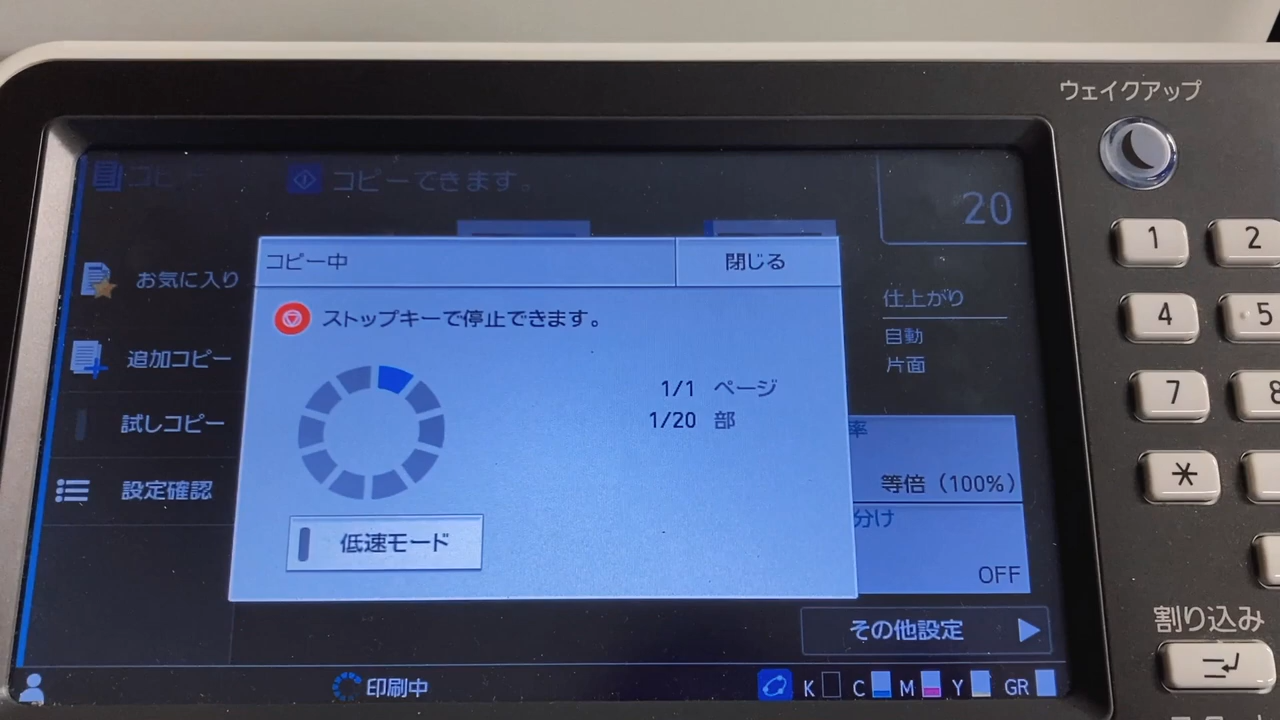 ウェイクアップ
コピー
コピーできます。
20
コピー中
閉じる
ストップキーで停止できます。
1/1 ページ
1/20 部
低速モード
お気に入り
追加コピー
試しコピー
設定確認
仕上がり
自動
片面
率
等倍(100%)
分け
OFF
その他設定
印刷中
K C M Y GR
1 2
4 5
7 8
*
割り込み